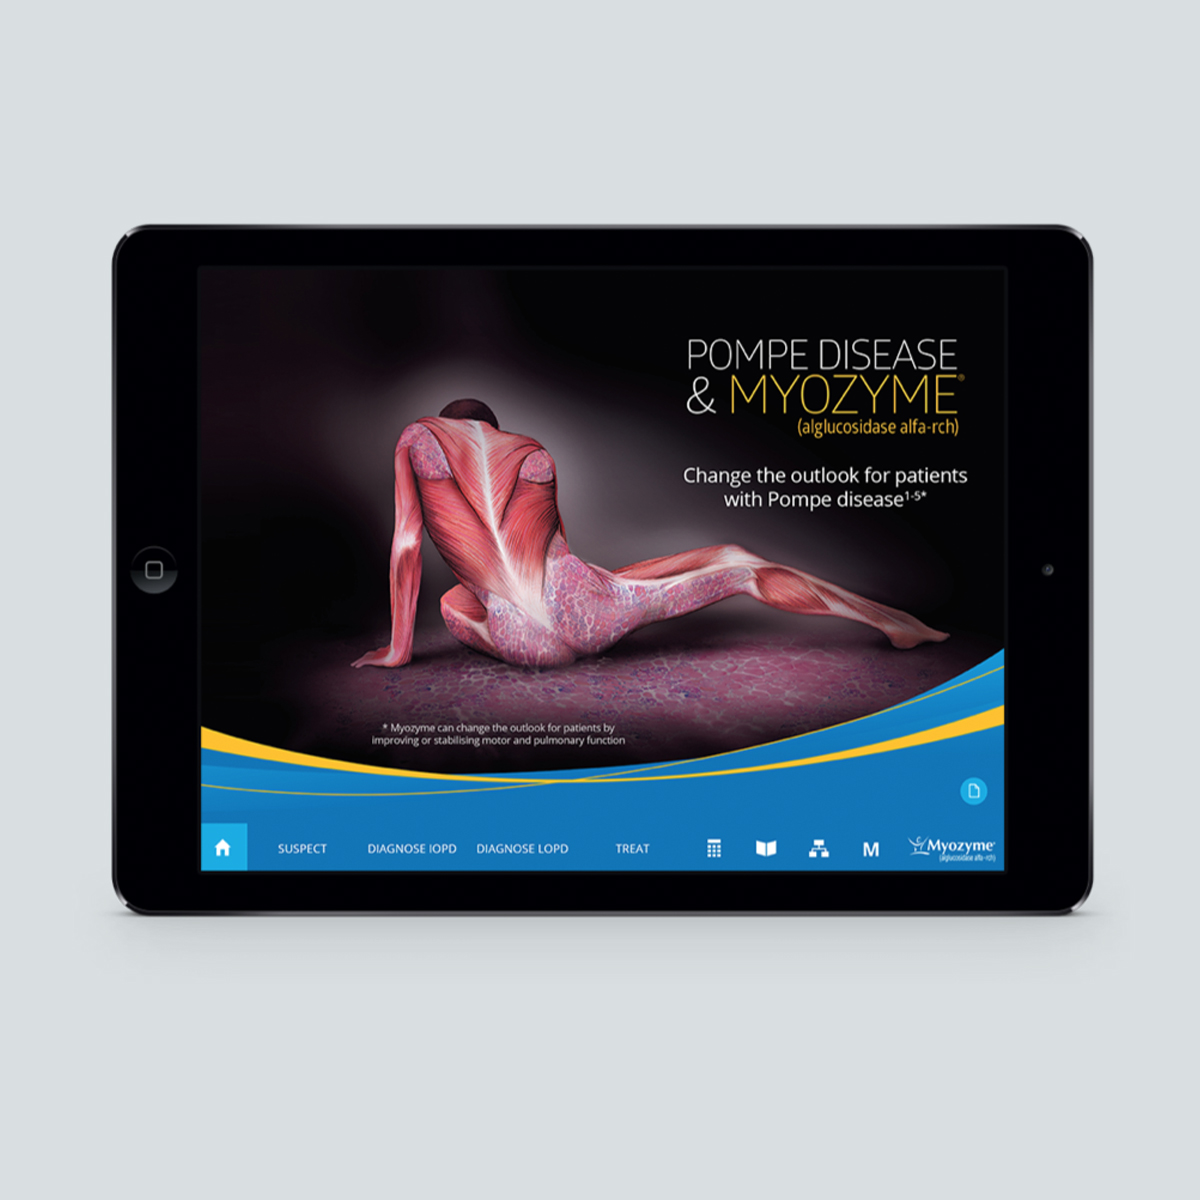 POMPE DISEASE
& MYOZYME®
(alglucosidase alfa-rch)
Change the outlook for patients
with Pompe disease1-5*
* Myozyme can change the outlook for patients by
improving or stabilising motor and pulmonary function
SUSPECT
DIAGNOSE IOPD
DIAGNOSE LOPD
TREAT
M
Myozyme®
(alglucosidase alfa-rch)